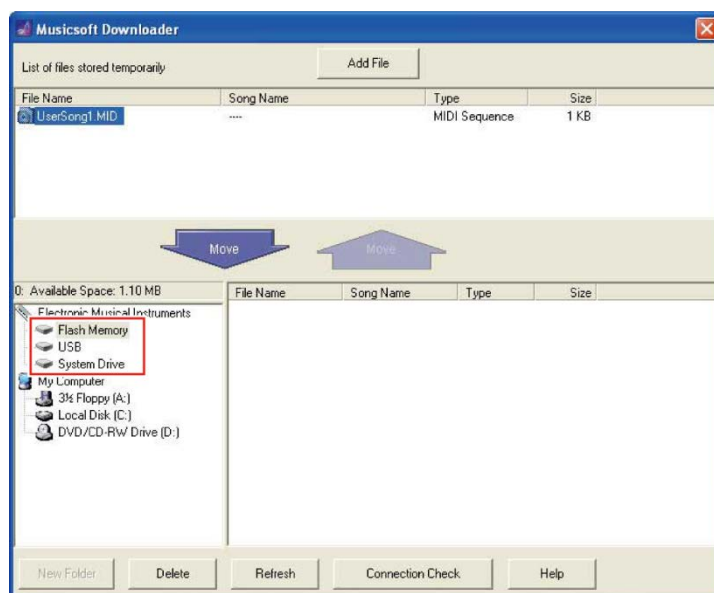 Musicsoft Downloader
List of files stored temporarily
Add File
File Name Song Name Type Size
UserSong1.MID ---- MIDI Sequence 1 KB
Move Move
0: Available Space: 1.10 MB
File Name Song Name Type Size
Electronic Musical Instruments
Flash Memory
USB
System Drive
My Computer
3½ Floppy (A:)
Local Disk (C:)
DVD/CD-RW Drive (D:)
New Folder Delete Refresh Connection Check Help